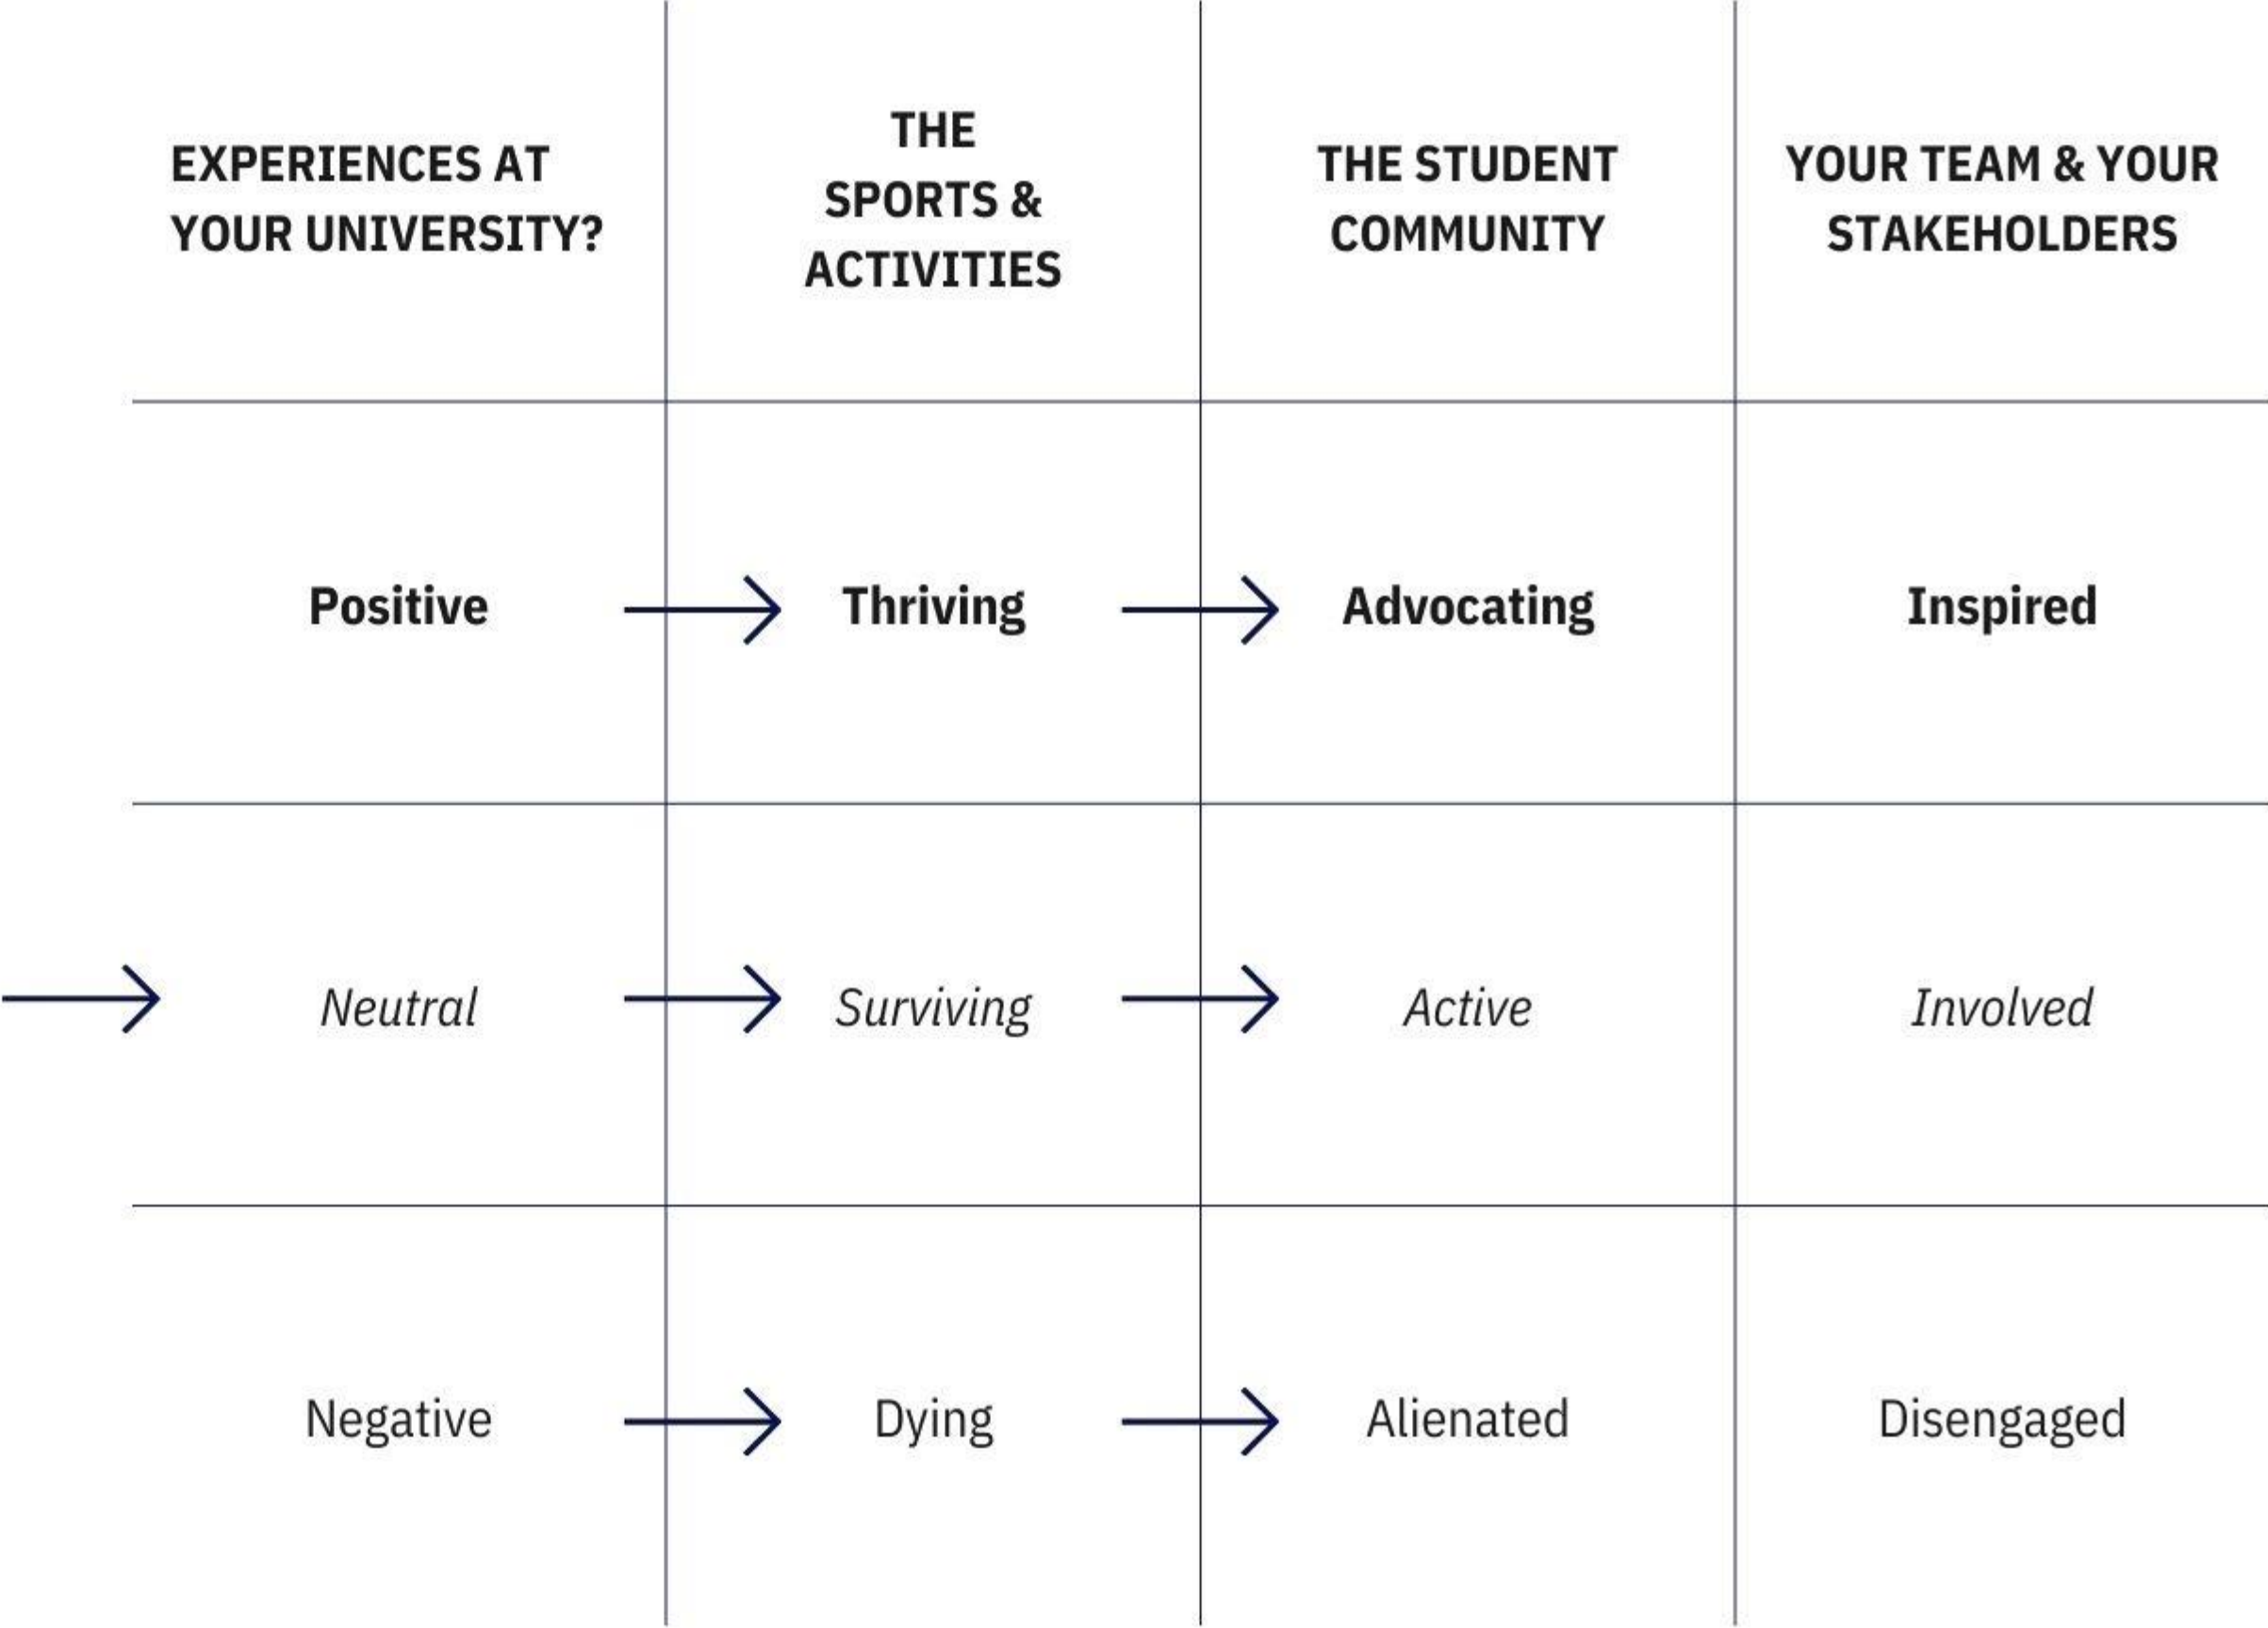 EXPERIENCES AT
YOUR UNIVERSITY?
THE
SPORTS &
ACTIVITIES
THE STUDENT
COMMUNITY
YOUR TEAM & YOUR
STAKEHOLDERS
Positive
Thriving
Advocating
Inspired
Neutral
Surviving
Active
Involved
Negative
Dying
Alienated
Disengaged